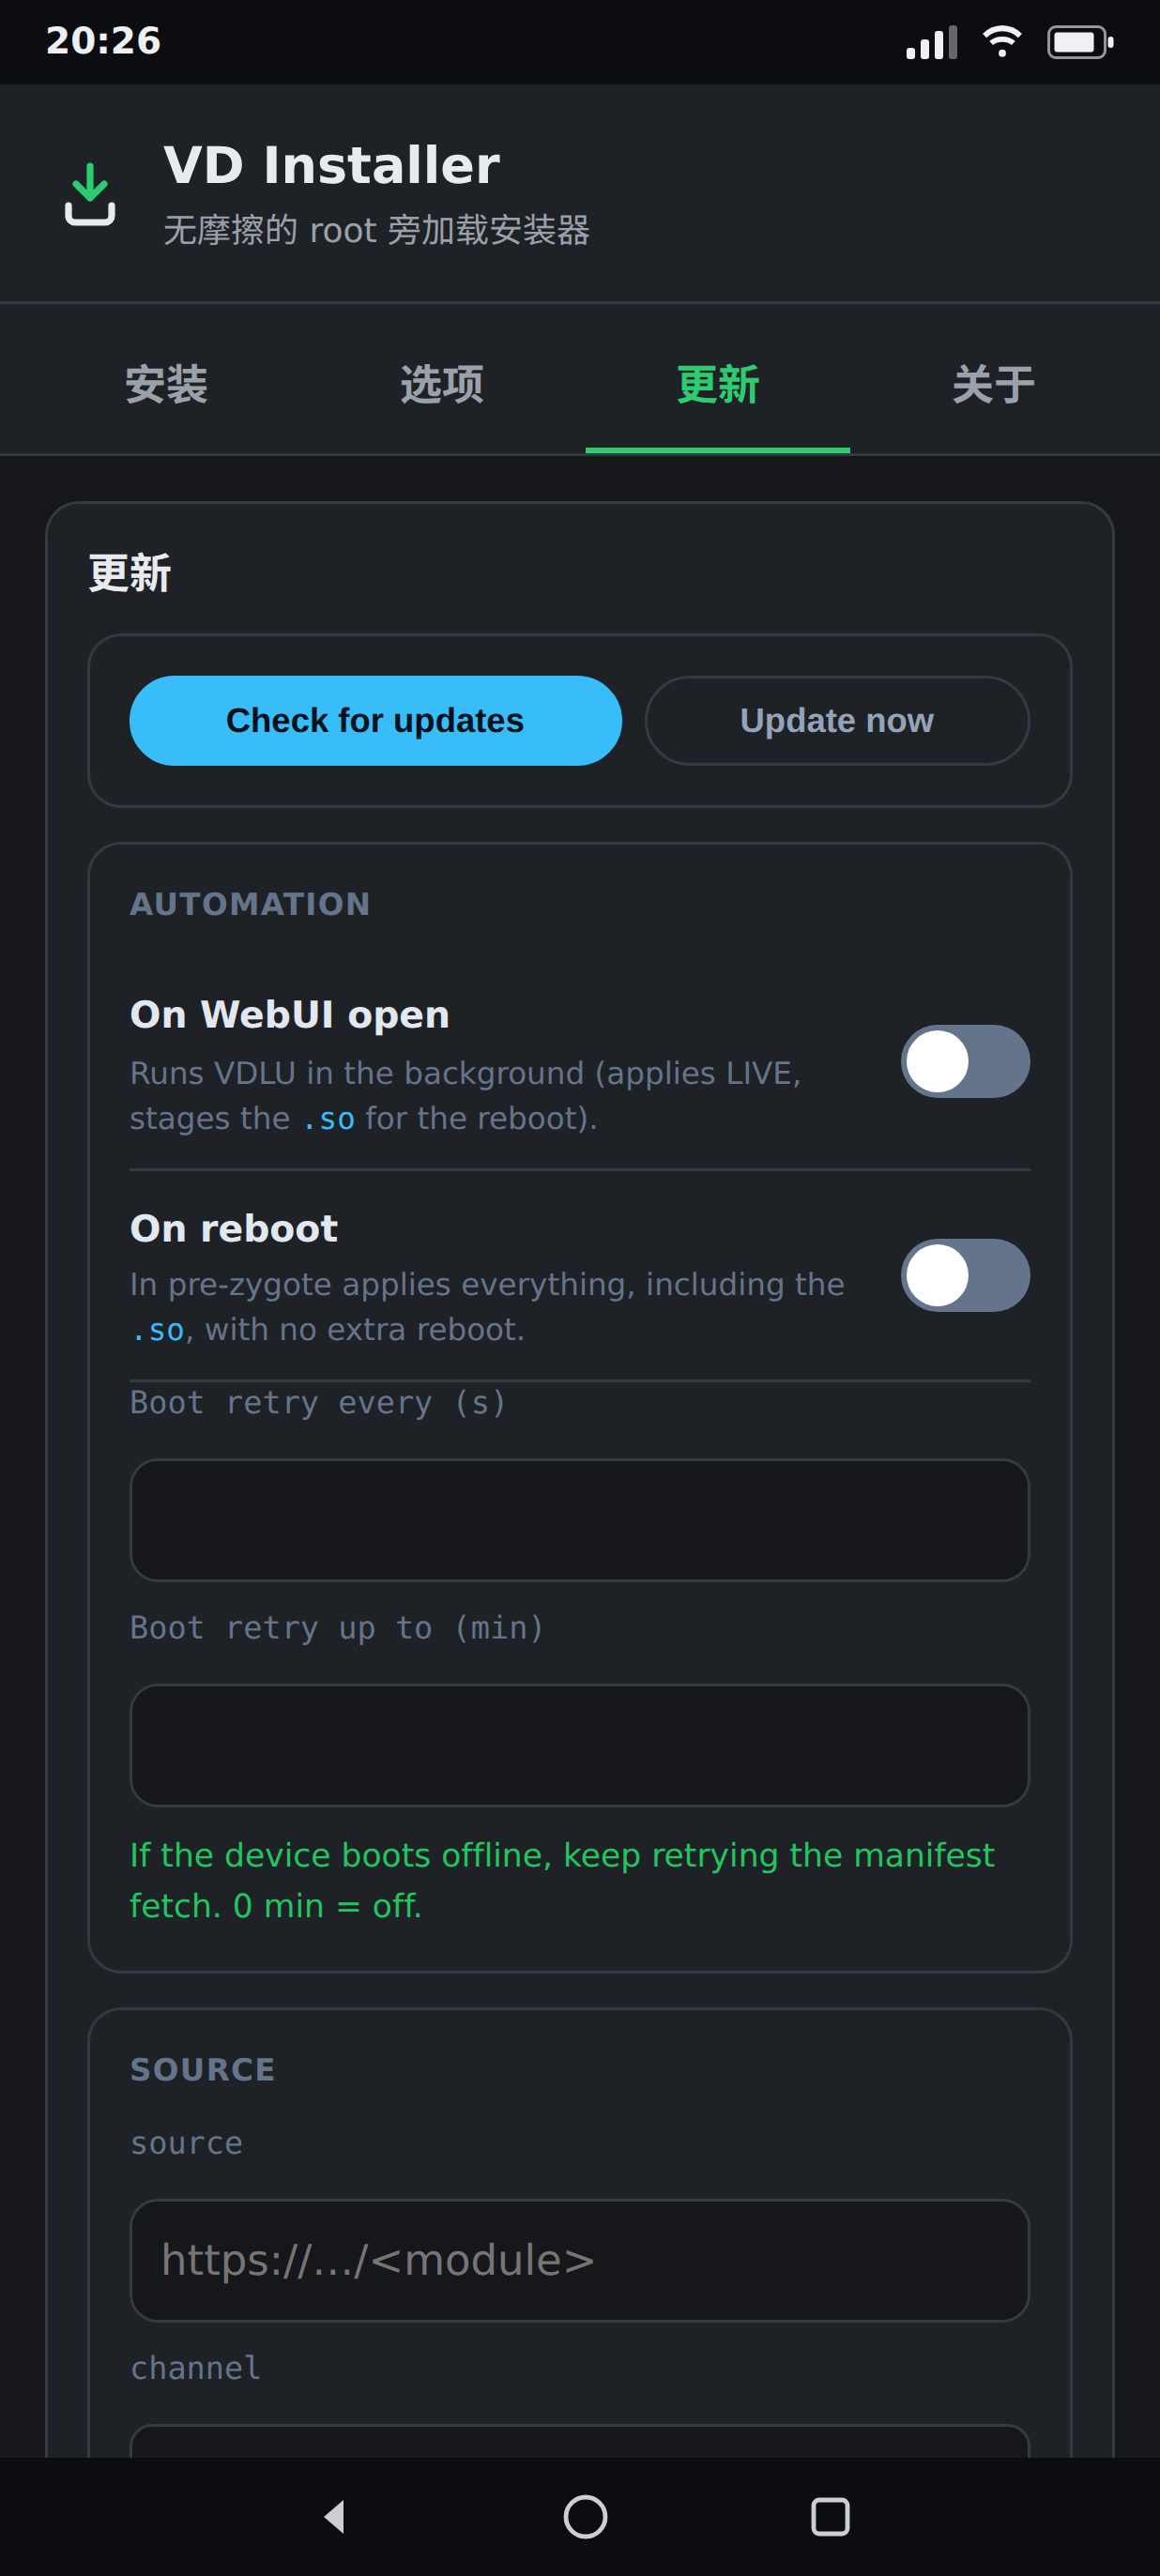 20:26
VD Installer
无摩擦的 root 旁加载安装器
安装 选项 更新 关于
更新
Check for updates Update now
AUTOMATION
On WebUI open
Runs VDLU in the background (applies LIVE,
stages the .so for the reboot).
On reboot
In pre-zygote applies everything, including the
.so, with no extra reboot.
Boot retry every (s)
Boot retry up to (min)
If the device boots offline, keep retrying the manifest
fetch. 0 min = off.
SOURCE
source
https://…/<module>
channel